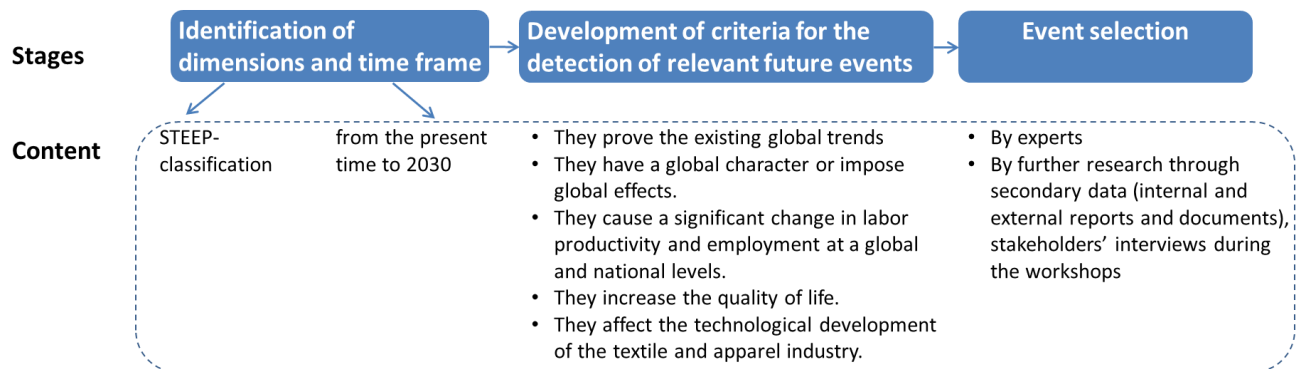 Stages
Identification of
dimensions and time frame
Development of criteria for the
detection of relevant future events
Event selection
Content
STEEP-
classification
from the present
time to 2030
• They prove the existing global trends
• They have a global character or impose
global effects.
• They cause a significant change in labor
productivity and employment at a global
and national levels.
• They increase the quality of life.
• They affect the technological development
of the textile and apparel industry.
• By experts
• By further research through
secondary data (internal and
external reports and documents),
stakeholders’ interviews during
the workshops